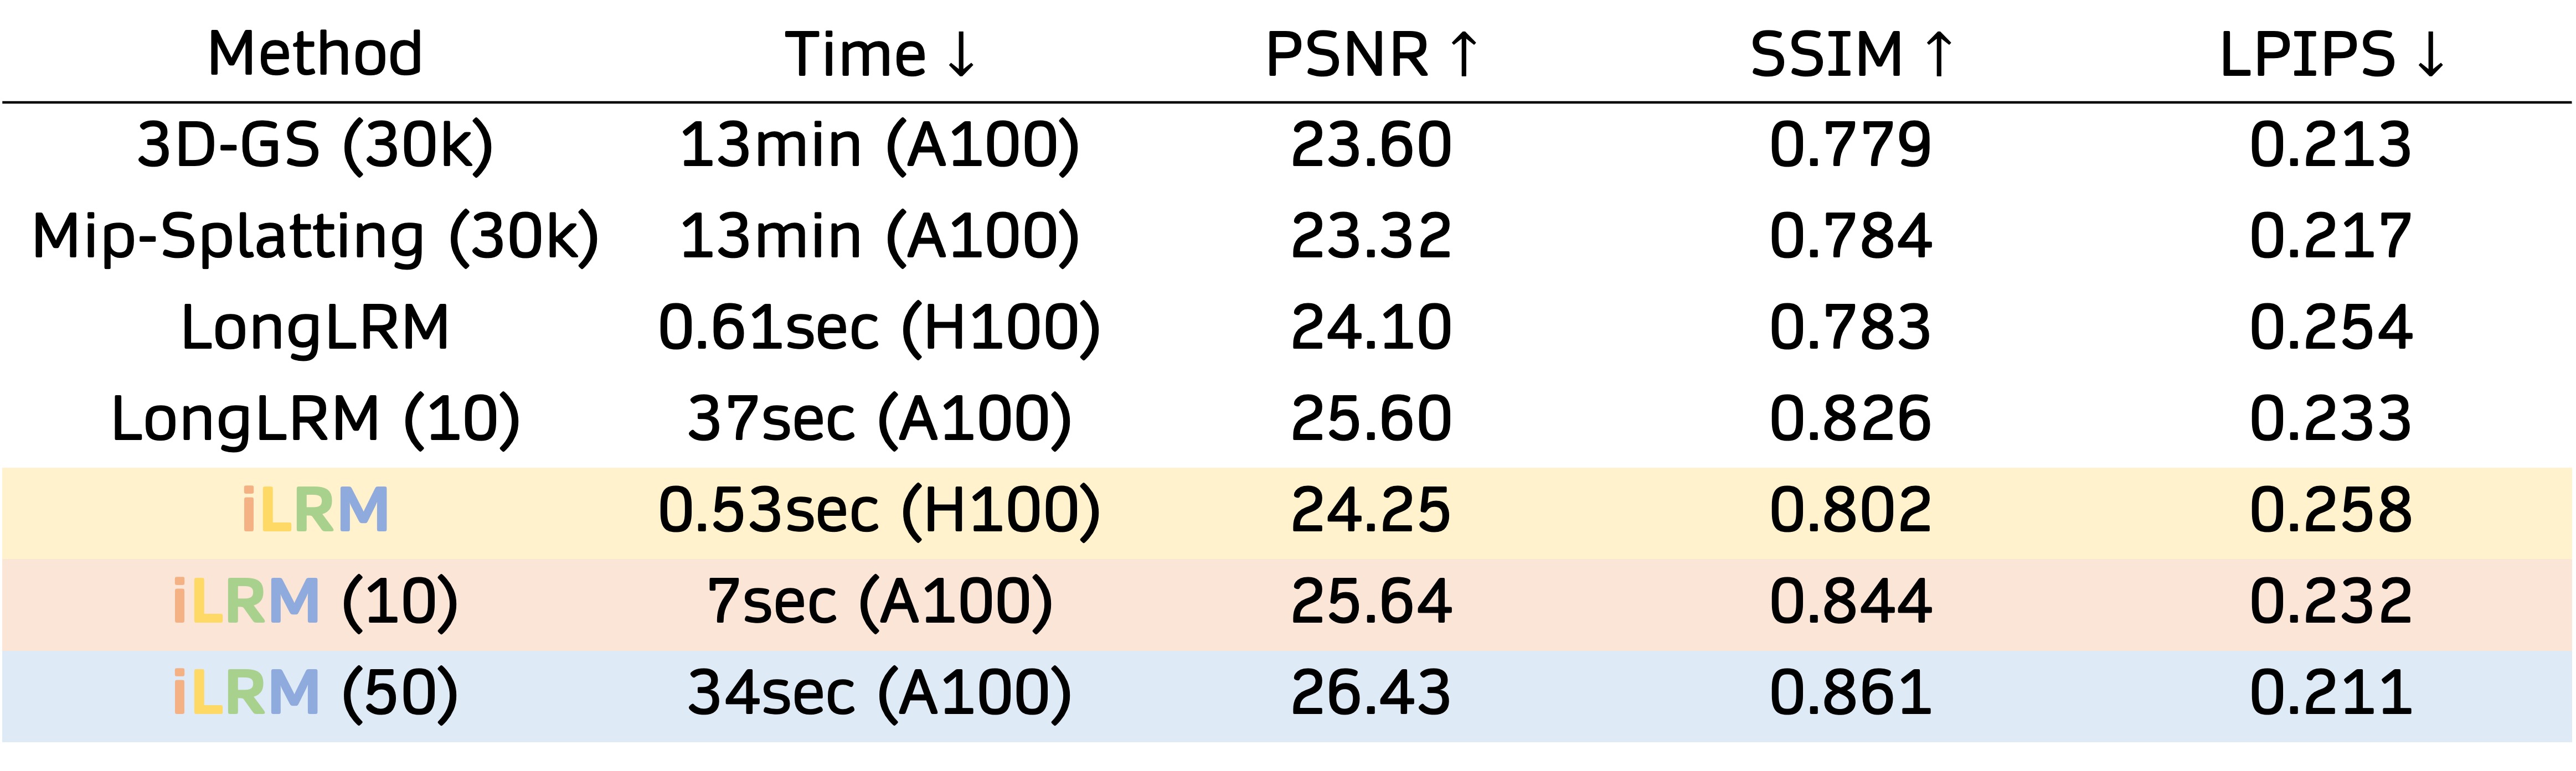 Method Time ↓ PSNR ↑ SSIM ↑ LPIPS ↓
3D-GS (30k) 13min (A100) 23.60 0.779 0.213
Mip-Splatting (30k) 13min (A100) 23.32 0.784 0.217
LongLRM 0.61sec (H100) 24.10 0.783 0.254
LongLRM (10) 37sec (A100) 25.60 0.826 0.233
iLRM 0.53sec (H100) 24.25 0.802 0.258
iLRM (10) 7sec (A100) 25.64 0.844 0.232
iLRM (50) 34sec (A100) 26.43 0.861 0.211